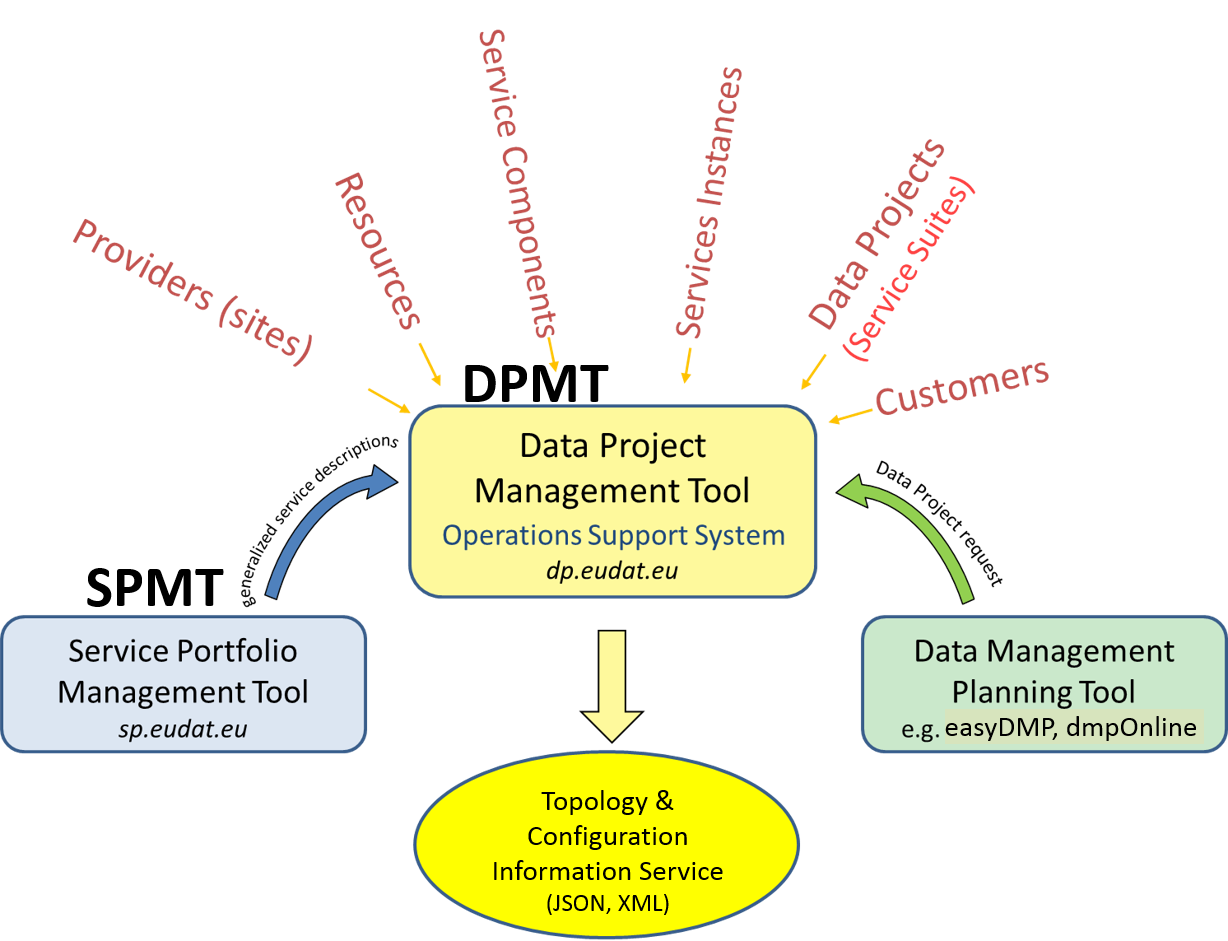 Providers (sites)
Resources
Service Components
Services Instances
Data Projects
(Service Suites)
Customers
DPMT
Data Project
Management Tool
Operations Support System
dp.eudat.eu
generalized service descriptions
Data Project request
SPMT
Service Portfolio
Management Tool
sp.eudat.eu
Data Management
Planning Tool
e.g. easyDMP, dmpOnline
Topology &
Configuration
Information Service
(JSON, XML)